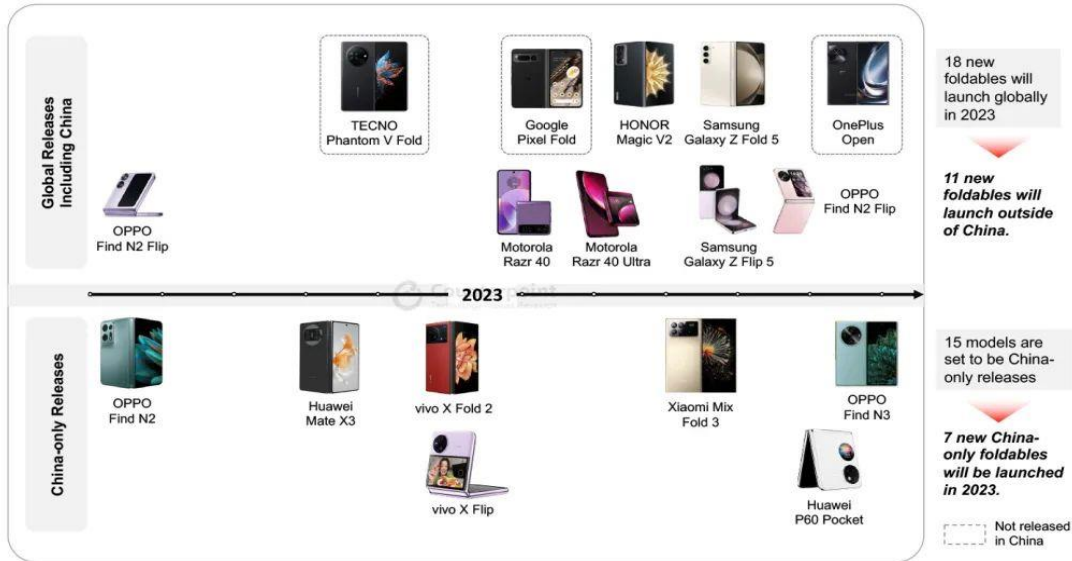 Global Releases
Including China
TECNO
Phantom V Fold
Google
Pixel Fold
HONOR
Magic V2
Samsung
Galaxy Z Fold 5
OnePlus
Open
OPPO
Find N2 Flip
Motorola
Razr 40
Motorola
Razr 40 Ultra
Samsung
Galaxy Z Flip 5
OPPO
Find N2 Flip
18 new
foldables will
launch globally
in 2023
11 new
foldables will
launch outside
of China.
Counterpoint
2023
China-only Releases
OPPO
Find N2
Huawei
Mate X3
vivo X Fold 2
Xiaomi Mix
Fold 3
OPPO
Find N3
vivo X Flip
Huawei
P60 Pocket
15 models are
set to be China-
only releases
7 new China-
only foldables
will be launched
in 2023.
Not released
in China